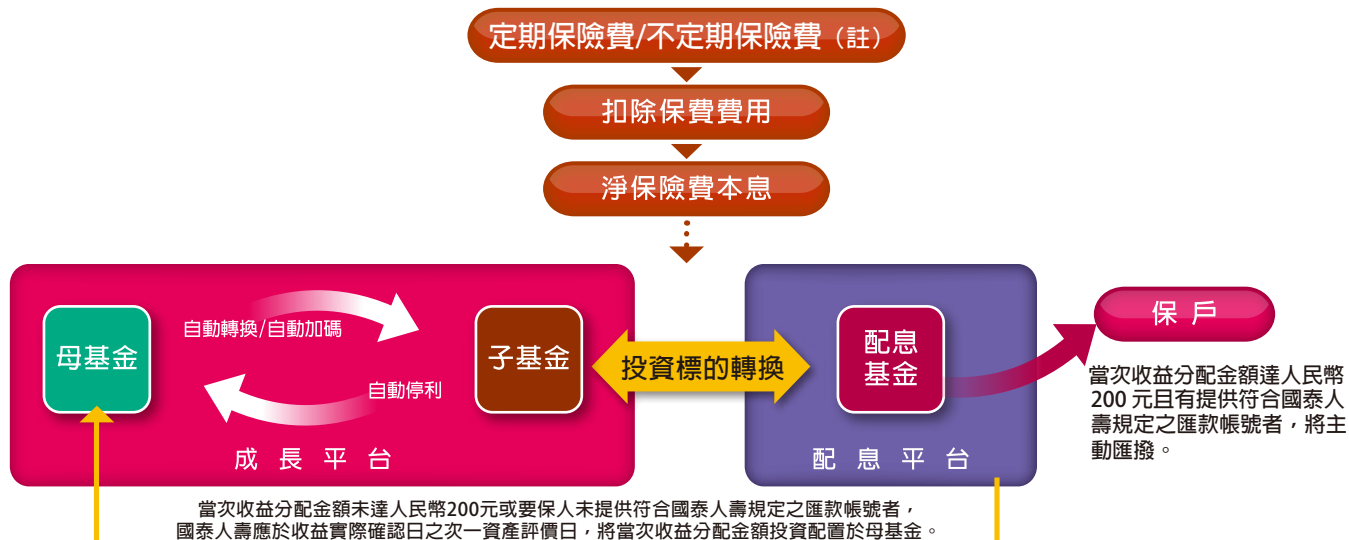 定期保險費/不定期保險費（註）
扣除保費費用
淨保險費本息
母基金
自動轉換/自動加碼
自動停利
子基金
成長平台
投資標的轉換
配息
基金
配息平台
保戶
當次收益分配金額達人民幣
200 元且有提供符合國泰人
壽規定之匯款帳號者，將主
動匯撥。
當次收益分配金額未達人民幣200元或要保人未提供符合國泰人壽規定之匯款帳號者，
國泰人壽應於收益實際確認日之次一資產評價日，將當次收益分配金額投資配置於母基金。